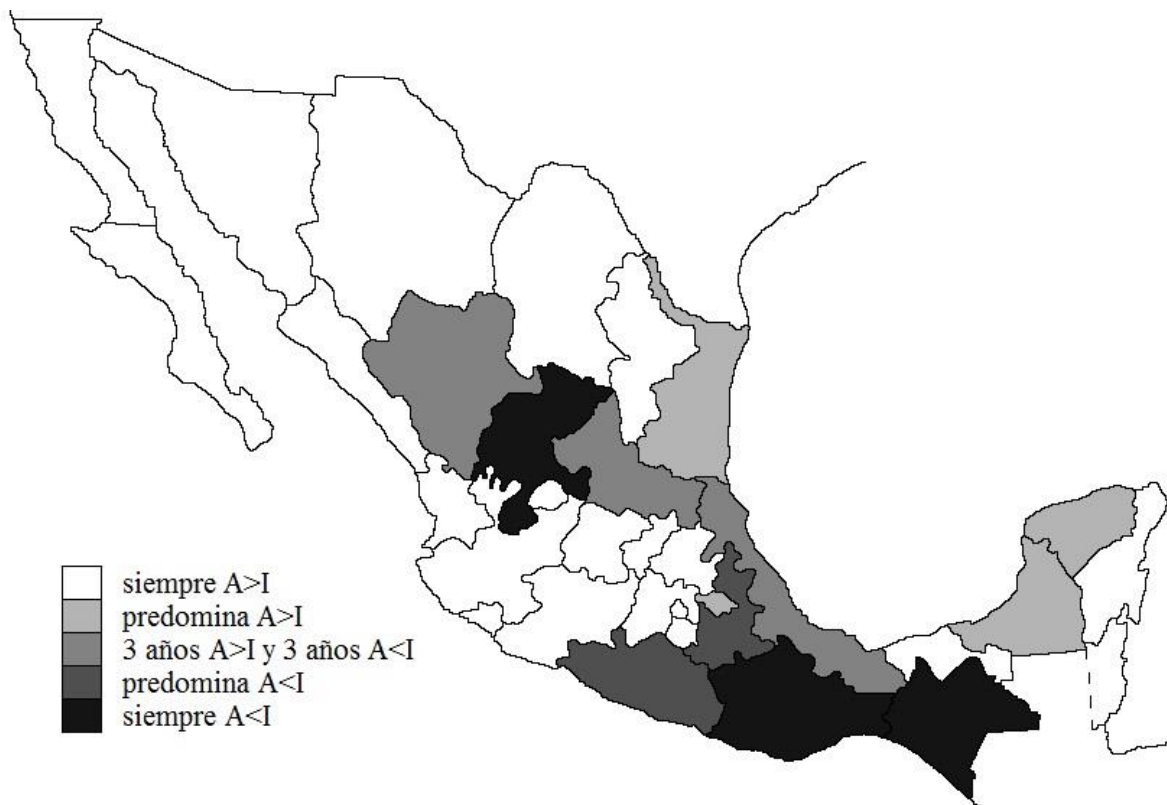 siempre A>I
predomina A>I
3 años A>I y 3 años A<I
predomina A<I
siempre A<I